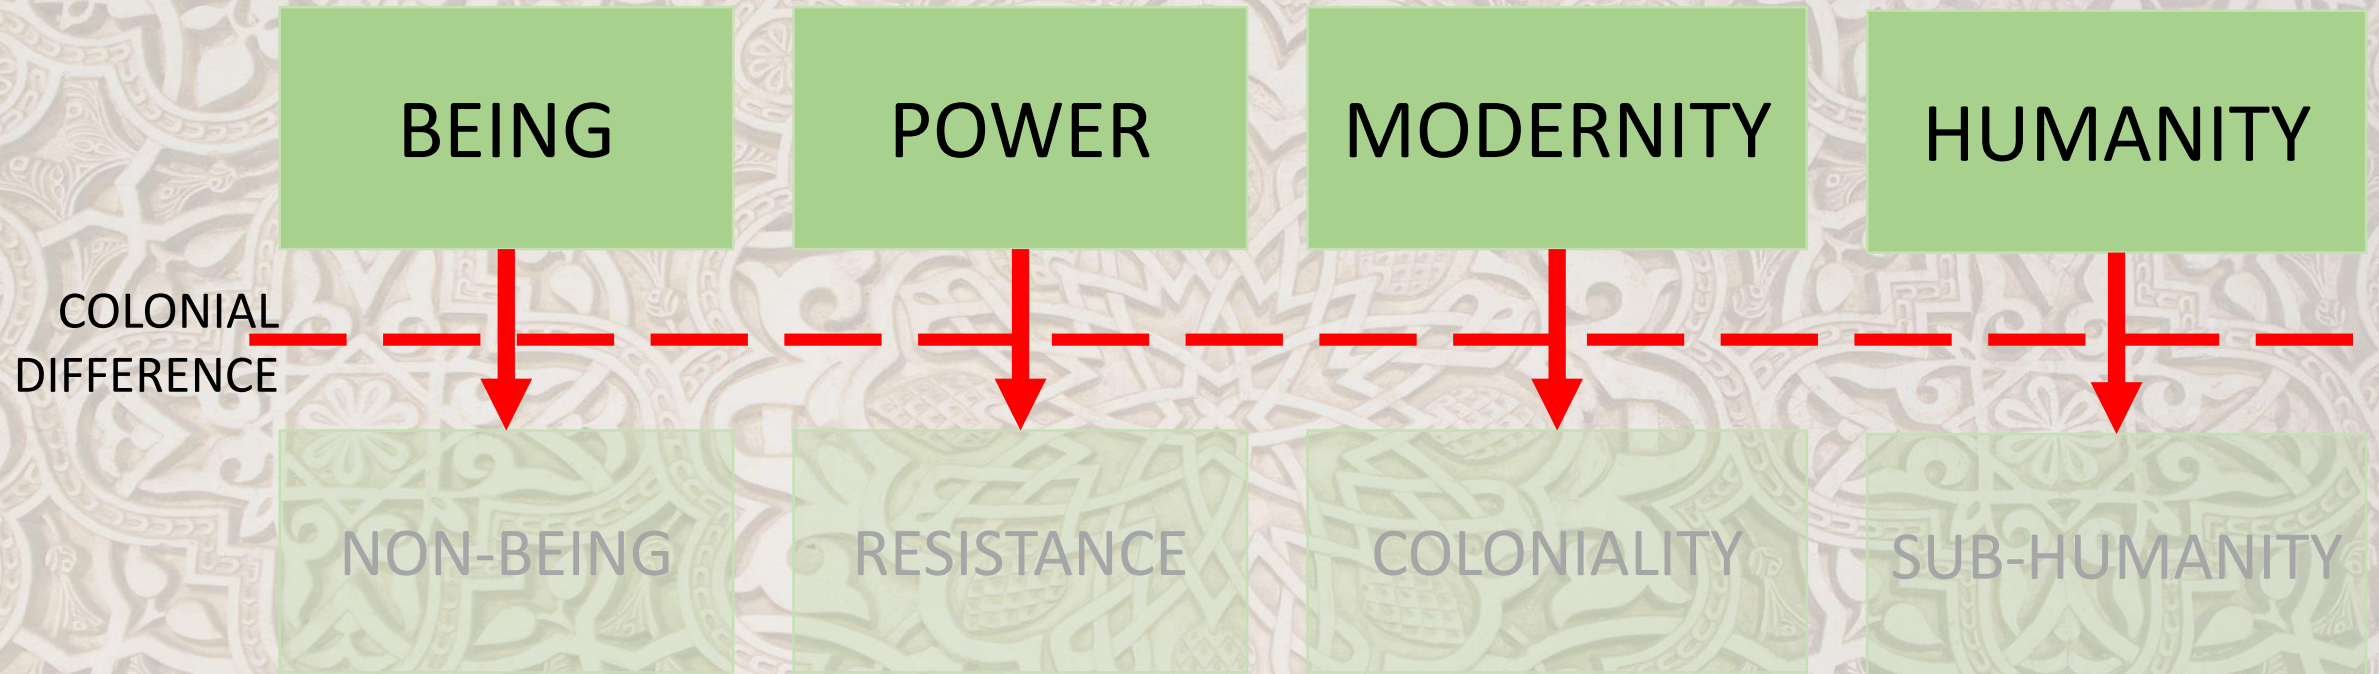 BEING
POWER
MODERNITY
HUMANITY
COLONIAL
DIFFERENCE
NON-BEING
RESISTANCE
COLONIALITY
SUB-HUMANITY